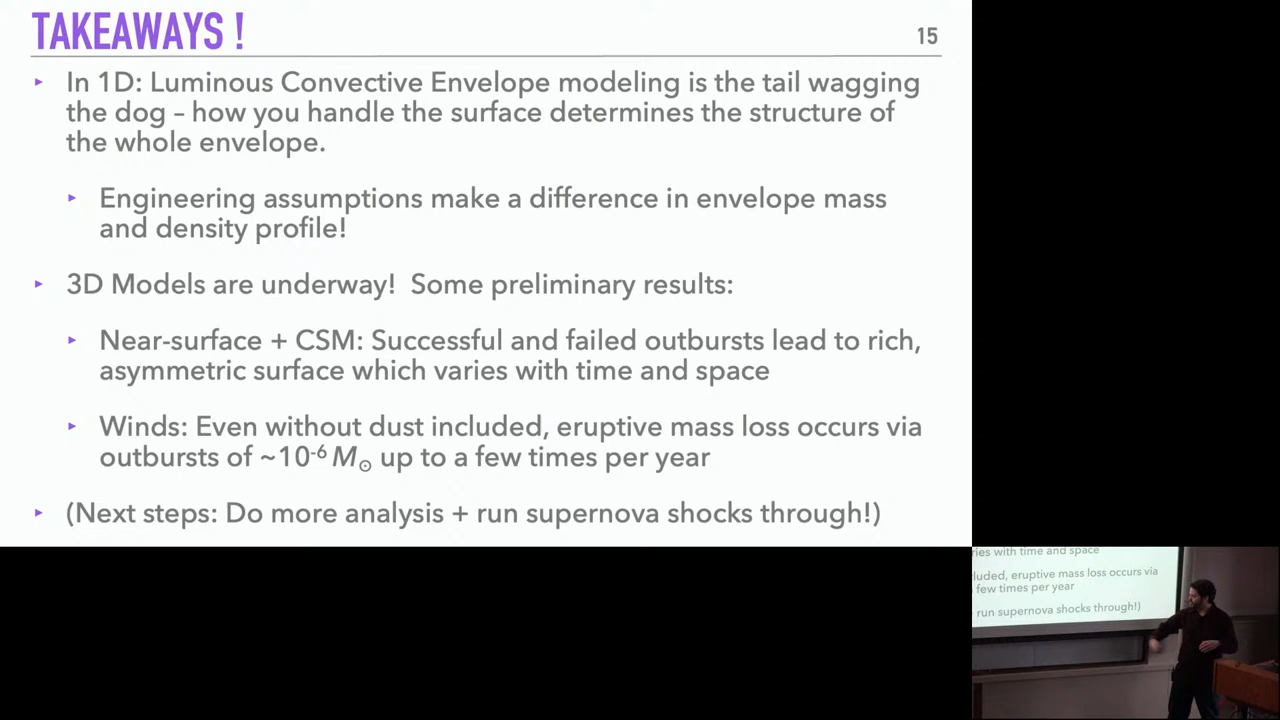 TAKEAWAYS !
15
‣ In 1D: Luminous Convective Envelope modeling is the tail wagging
the dog – how you handle the surface determines the structure of
the whole envelope.
‣ Engineering assumptions make a difference in envelope mass
and density profile!
‣ 3D Models are underway! Some preliminary results:
‣ Near-surface + CSM: Successful and failed outbursts lead to rich,
asymmetric surface which varies with time and space
‣ Winds: Even without dust included, eruptive mass loss occurs via
outbursts of ~10⁻⁶ M☉ up to a few times per year
‣ (Next steps: Do more analysis + run supernova shocks through!)
ries with time and space
luded, eruptive mass loss occurs via
few times per year
run supernova shocks through!)